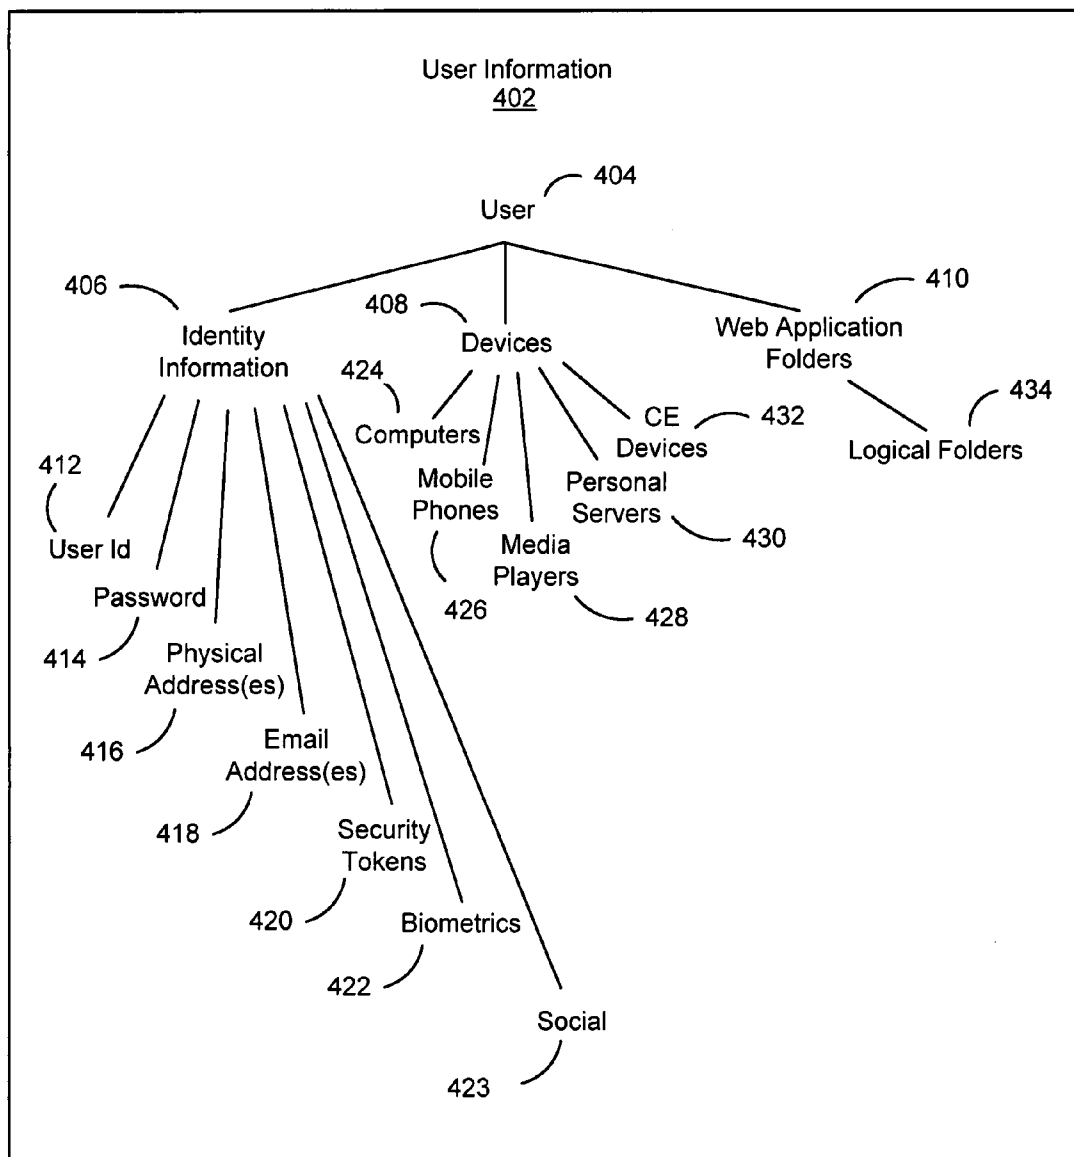 User Information
402
404
User
406
408
410
Identity
Information
Devices
Web Application
Folders
424
Computers
CE
Devices
432
434
Logical Folders
412
Mobile
Phones
Personal
Servers
430
User Id
Media
Players
426
428
Password
414
Physical
Address(es)
416
Email
Address(es)
418
Security
Tokens
420
Biometrics
422
Social
423